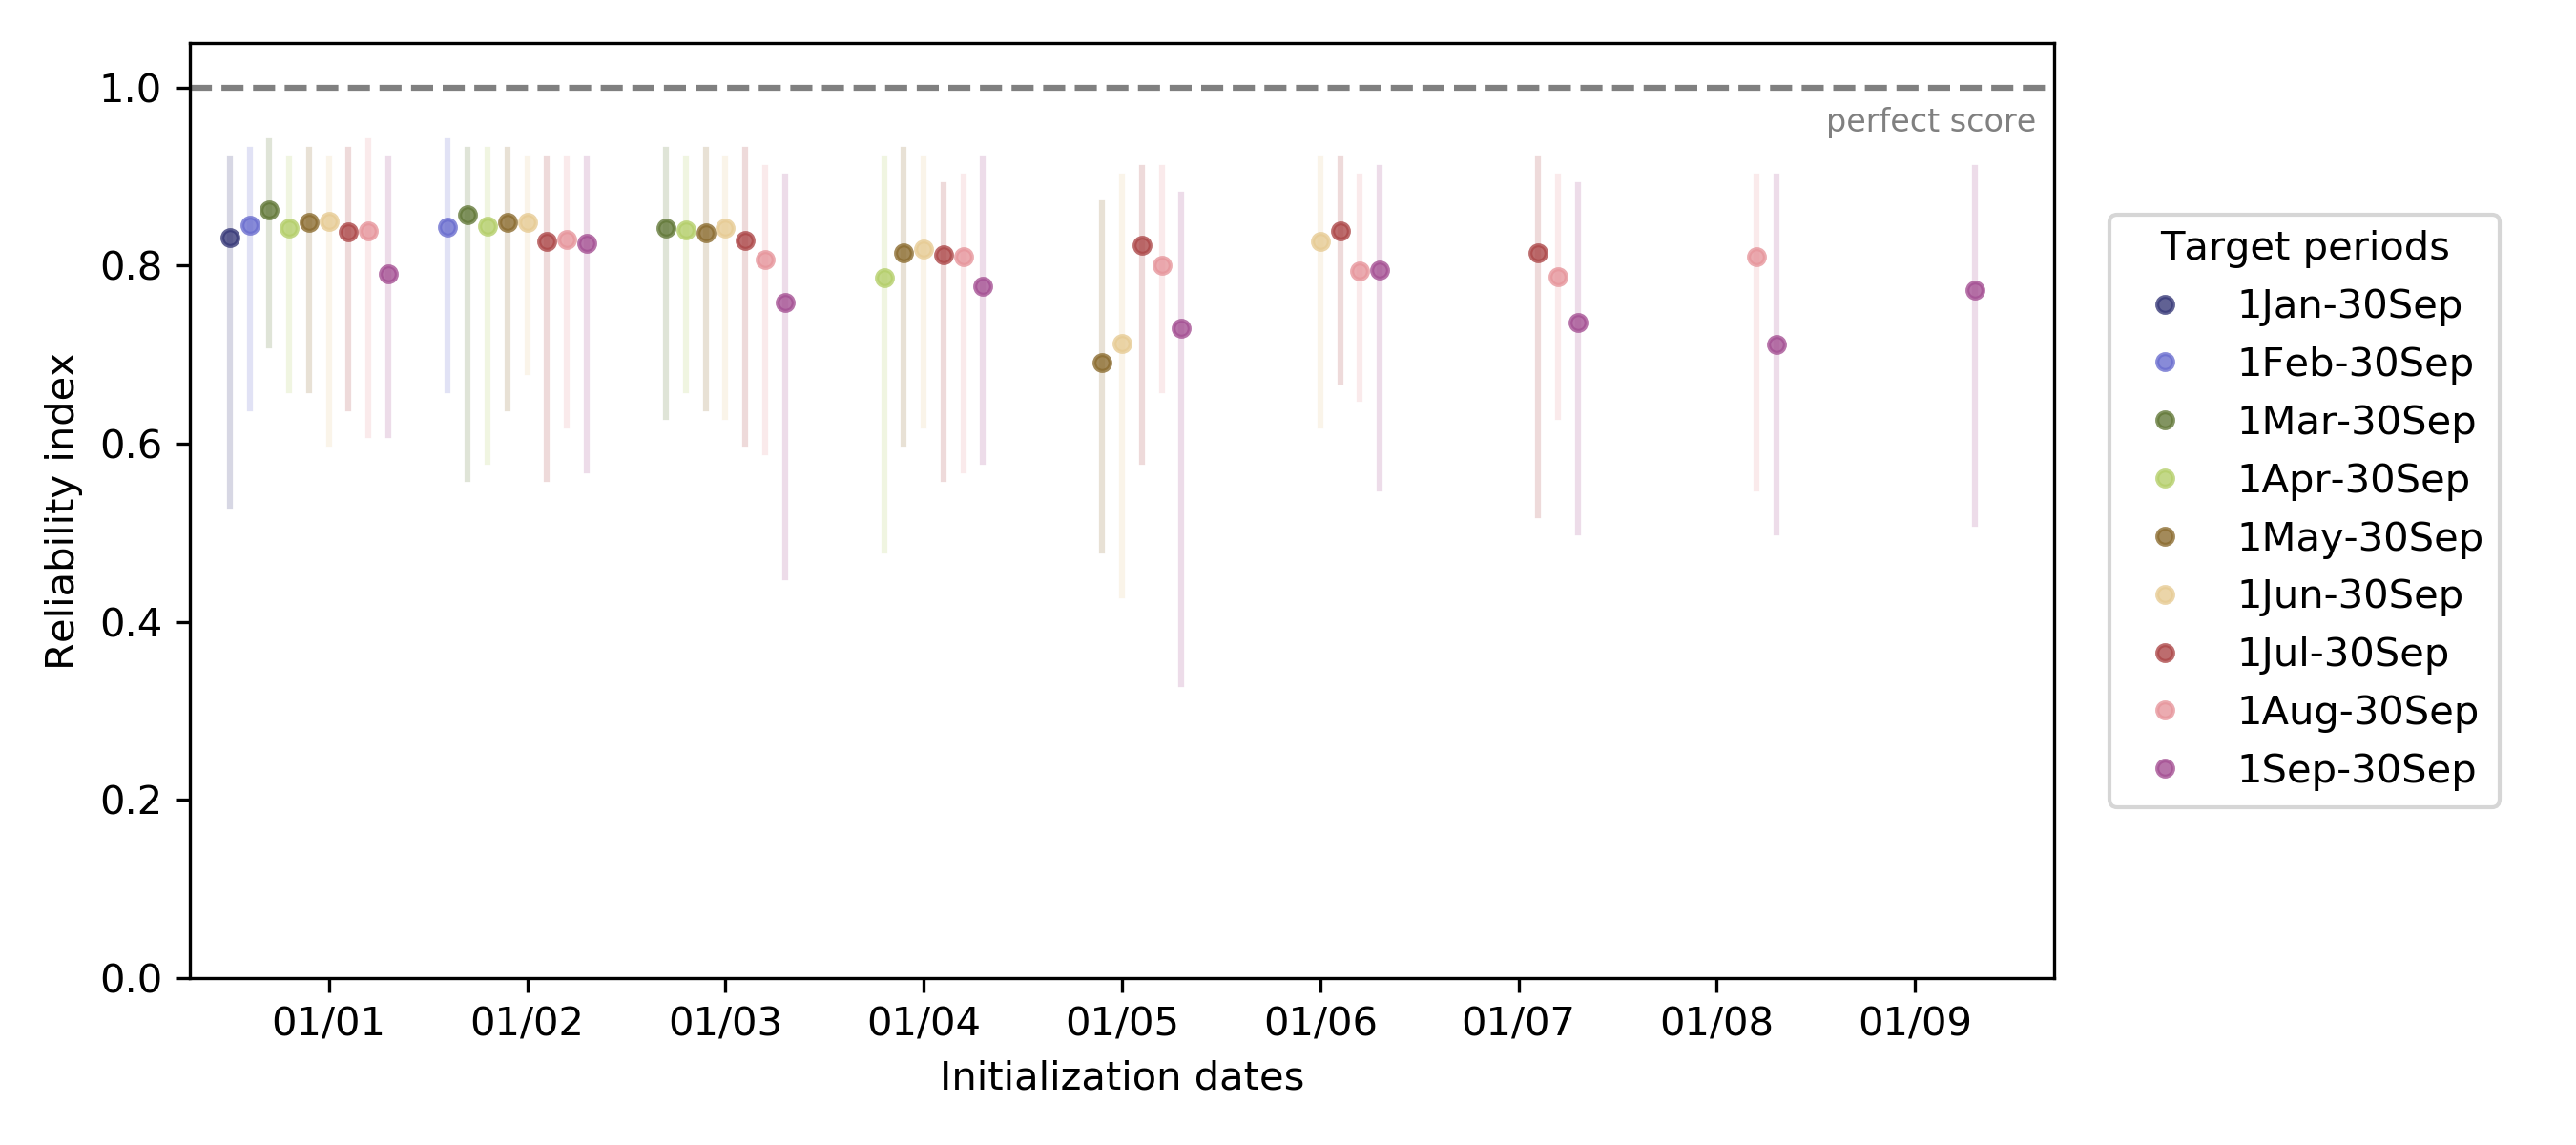 1.0
0.8
0.6
0.4
0.2
0.0
Reliability index
perfect score
01/01 01/02 01/03 01/04 01/05 01/06 01/07 01/08 01/09
Initialization dates
Target periods
1Jan-30Sep
1Feb-30Sep
1Mar-30Sep
1Apr-30Sep
1May-30Sep
1Jun-30Sep
1Jul-30Sep
1Aug-30Sep
1Sep-30Sep